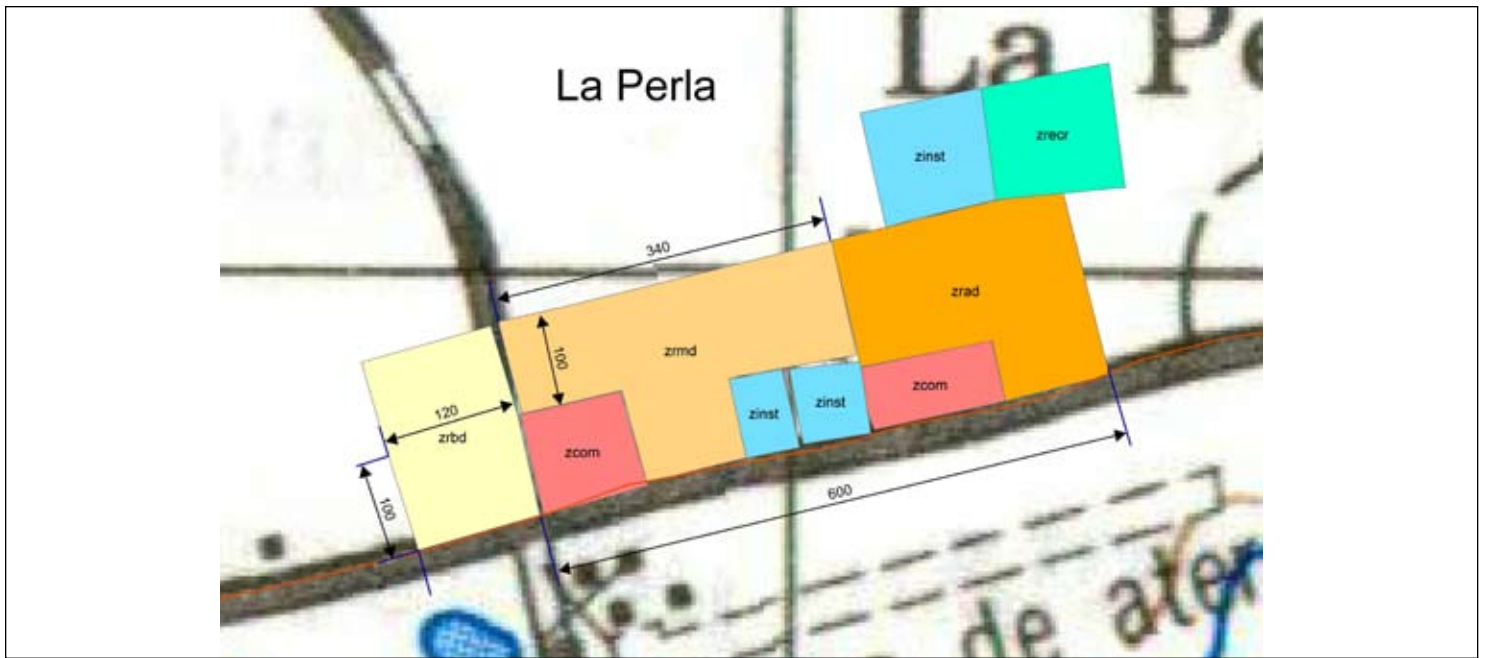 La Perla
La Pe
zinst
zrecr
340
zrad
100
zrmd
zcom
120
zinst
zinst
zrbd
zcom
100
600
de aten